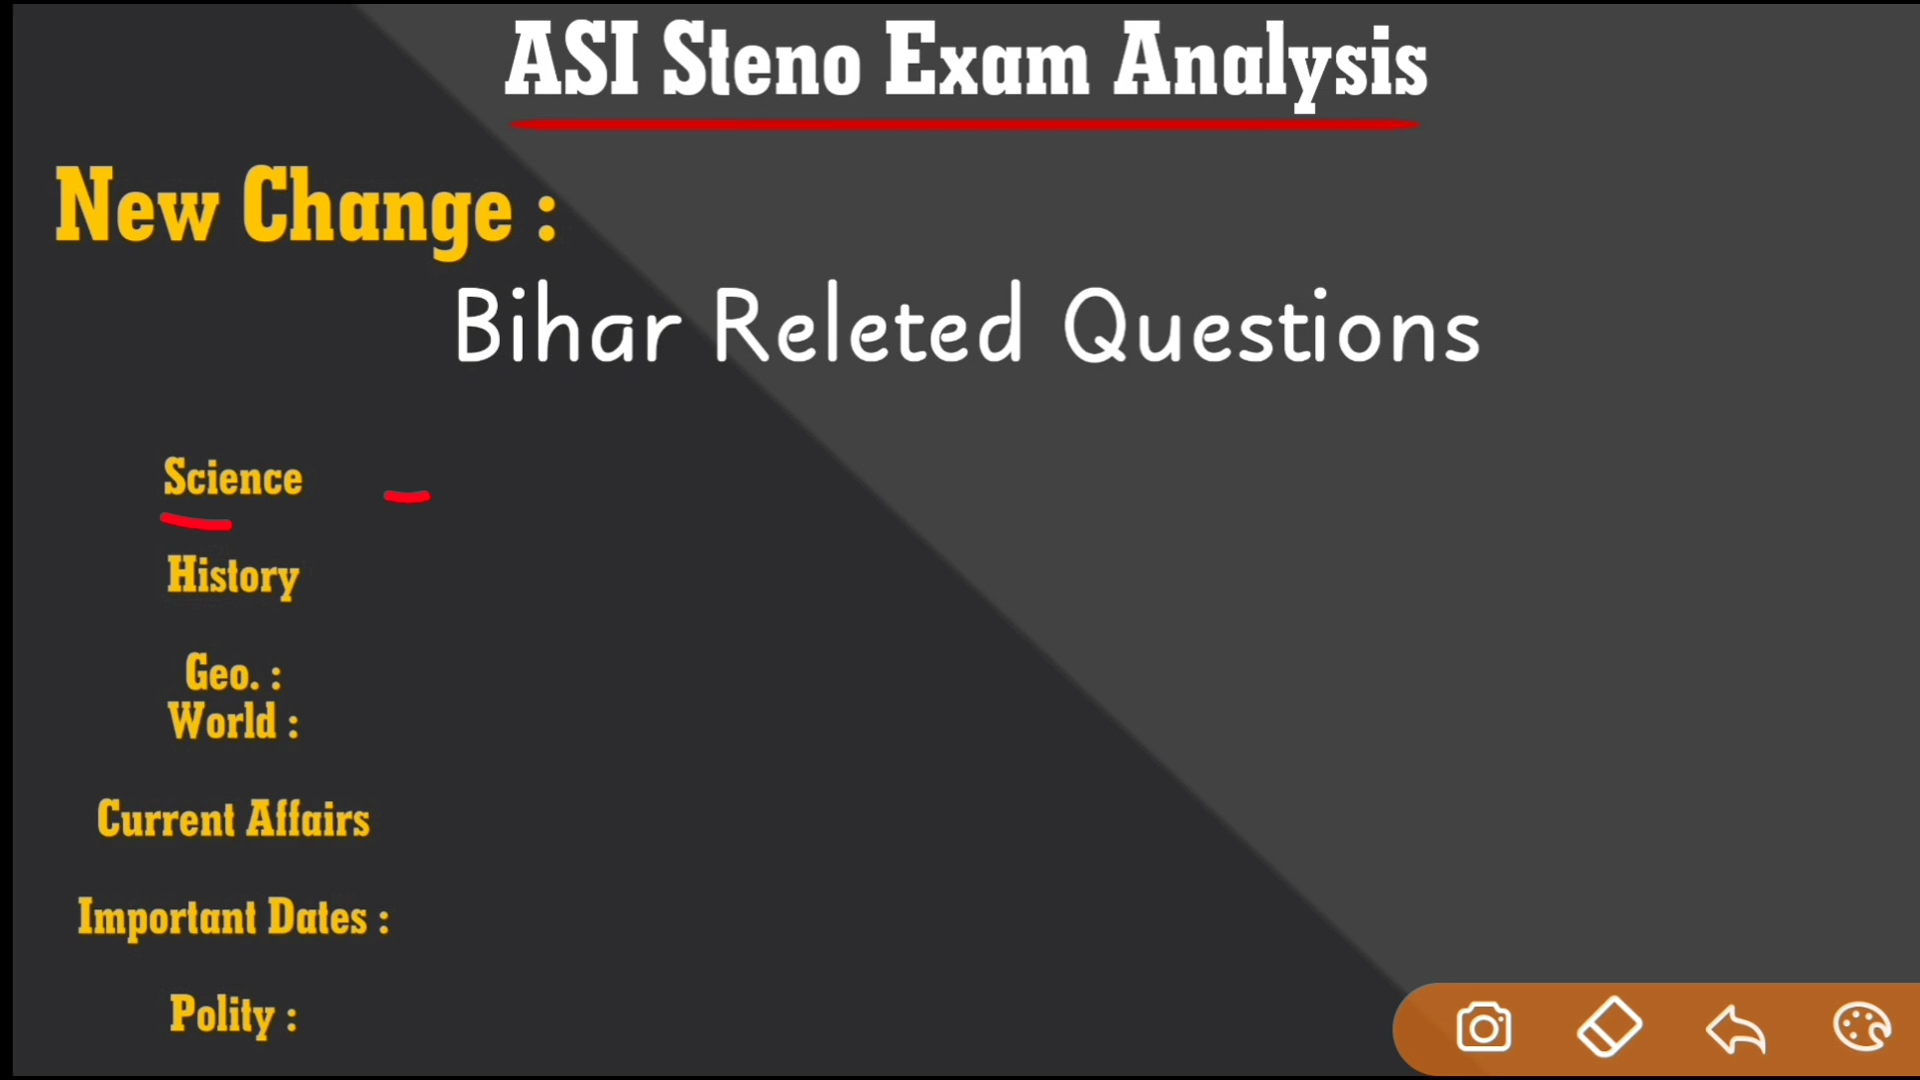 ASI Steno Exam Analysis
New Change :
Bihar Releted Questions
Science
History
Geo. :
World :
Current Affairs
Important Dates :
Polity :